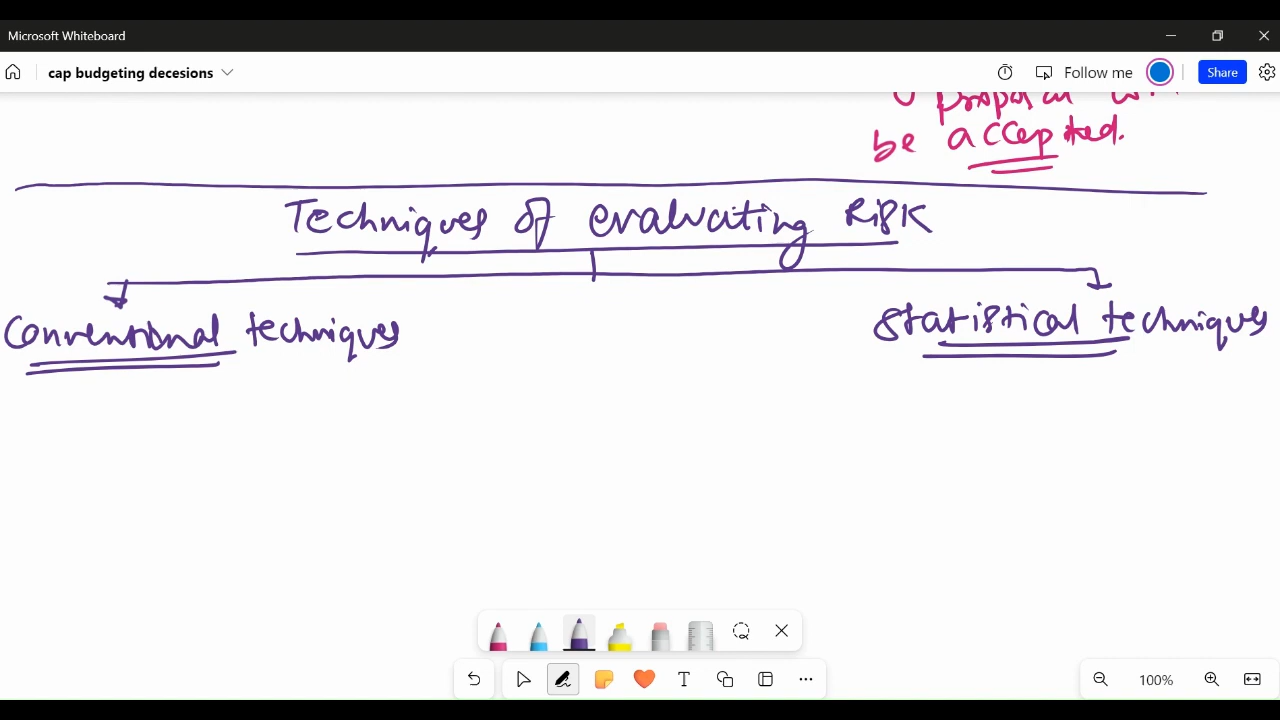 Microsoft Whiteboard
cap budgeting decesions
Follow me
Share
be accepted.
Techniques of evaluating Risk
Conventional techniques
Statistical techniques
100%